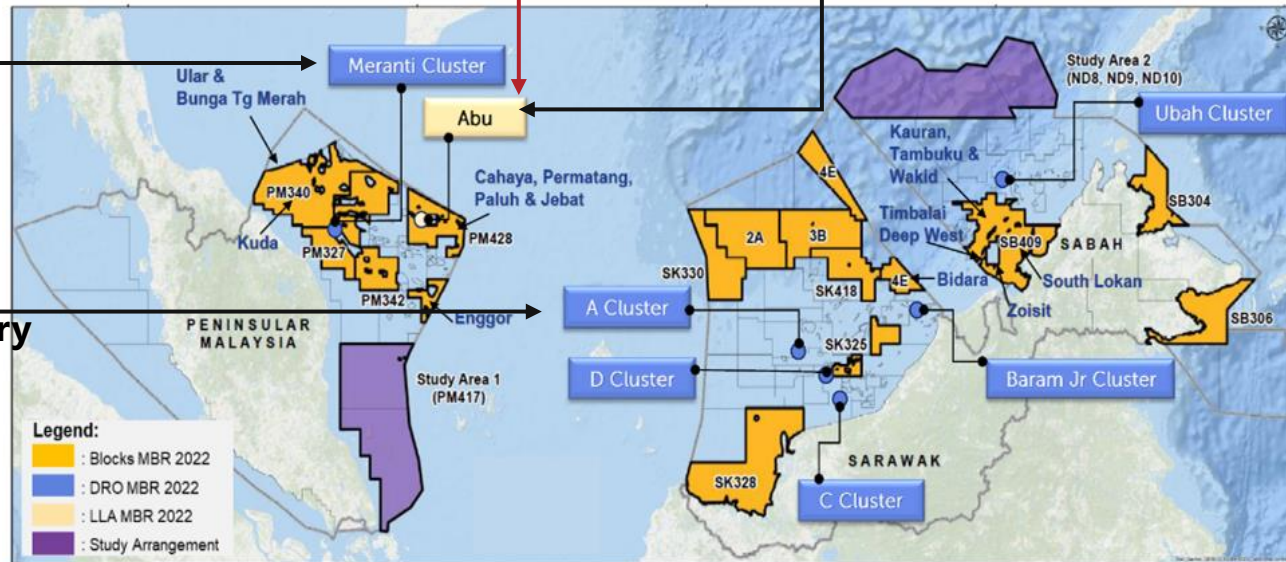 Meranti Cluster
Ular &
Bunga Tg Merah
Abu
PM340
Cahaya, Permatang,
Paluh & Jebat
Kuda
PM327
PM428
PM342
Enggor
ry
PENINSULAR
MALAYSIA
Study Area 1
(PM417)
Legend:
: Blocks MBR 2022
: DRO MBR 2022
: LLA MBR 2022
: Study Arrangement
Study Area 2
(ND8, ND9, ND10)
Ubah Cluster
Kauran,
Tambuku &
Wakid
4E
SB304
Timbalai
Deep West
2A
3B
SB409
SABAH
SK330
SK418
4E
Bidara
South Lokan
Zoisit
SB306
A Cluster
SK325
D Cluster
Baram Jr Cluster
SK328
SARAWAK
C Cluster